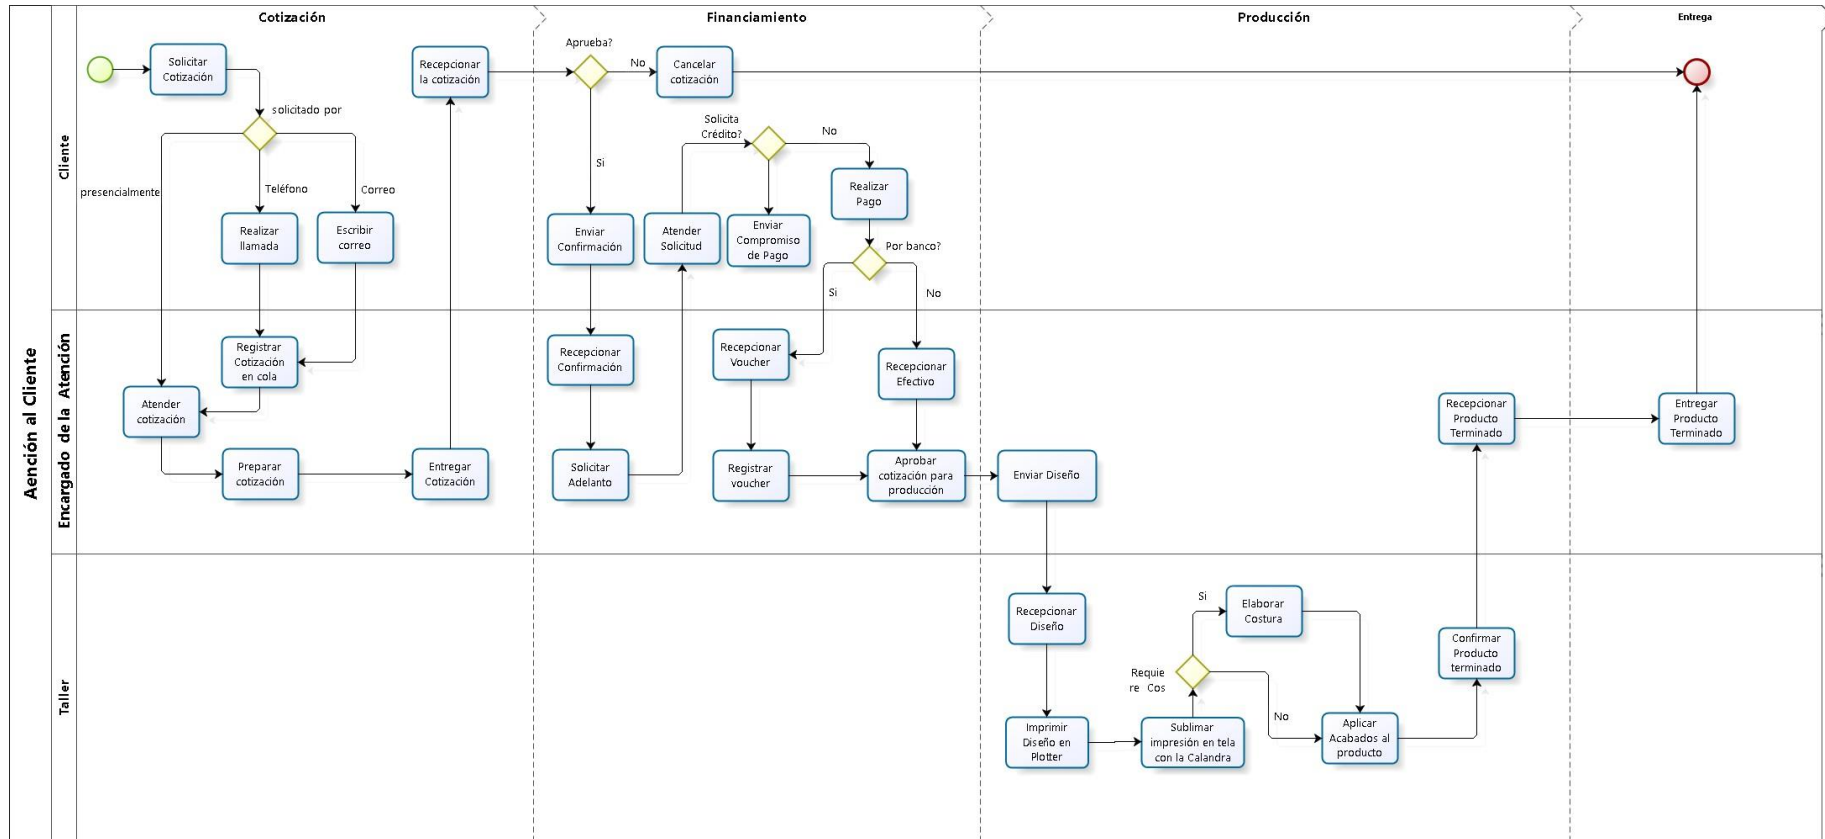 Cotización
Financiamiento
Producción
Entrega
Aención al Cliente
Cliente
Solicitar
Cotización
solicitado por
presencialmente
Teléfono
Correo
Realizar
llamada
Escribir
correo
Recepcionar
la cotización
Aprueba?
No
Cancelar
cotización
Si
Enviar
Confirmación
Atender
Solicitud
Solicita
Crédito?
No
Enviar
Compromiso
de Pago
Realizar
Pago
Por banco?
Si
No
Encargado de la Atención
Registrar
Cotización
en cola
Atender
cotización
Preparar
cotización
Entregar
Cotización
Recepcionar
Confirmación
Solicitar
Adelanto
Recepcionar
Voucher
Registrar
voucher
Recepcionar
Efectivo
Aprobar
cotización para
producción
Enviar Diseño
Recepcionar
Producto
Terminado
Entregar
Producto
Terminado
Taller
Recepcionar
Diseño
Imprimir
Diseño en
Plotter
Sublimar
impresión en tela
con la Calandra
Requie
re Cos
Si
No
Elaborar
Costura
Aplicar
Acabados al
producto
Confirmar
Producto
terminado